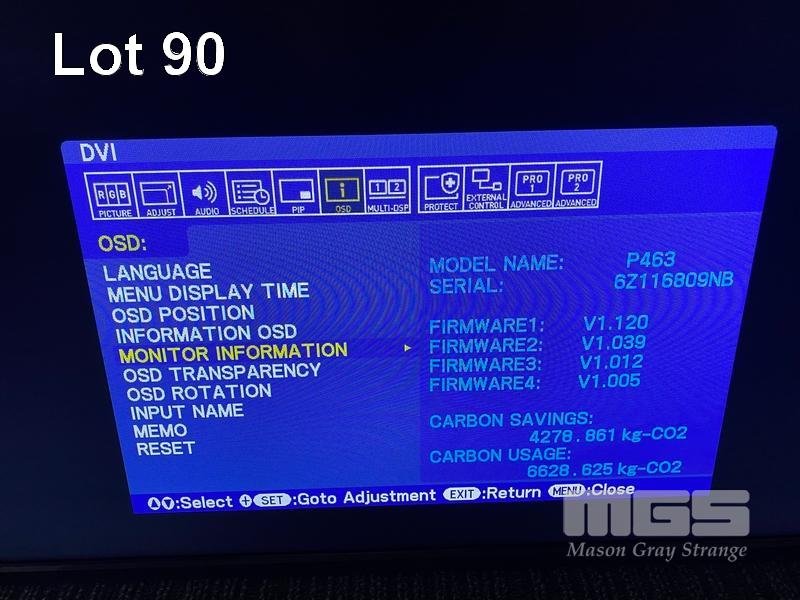 Lot 90
DVI
RGB
PICTURE
ADJUST
AUDIO
SCHEDULE
PIP
i
OSD
1 2
MULTI-DSP
PROTECT
EXTERNAL
CONTROL
PRO
1
ADVANCED
PRO
2
ADVANCED
OSD:
LANGUAGE
MENU DISPLAY TIME
OSD POSITION
INFORMATION OSD
MONITOR INFORMATION
OSD TRANSPARENCY
OSD ROTATION
INPUT NAME
MEMO
RESET
MODEL NAME: P463
SERIAL: 6Z116809NB
FIRMWARE1: V1.120
FIRMWARE2: V1.039
FIRMWARE3: V1.012
FIRMWARE4: V1.005
CARBON SAVINGS:
4278.861 kg-CO2
CARBON USAGE:
6628.625 kg-CO2
:Select SET :Goto Adjustment EXIT :Return MENU :Close
MGS
Mason Gray Strange